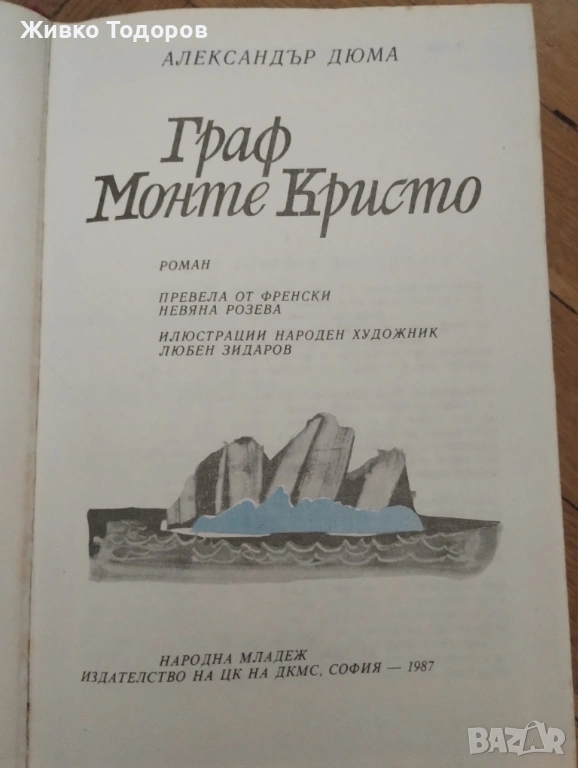 Живко Тодоров
АЛЕКСАНДЪР ДЮМА
Граф
Монте Кристо
РОМАН
ПРЕВЕЛА ОТ ФРЕНСКИ
НЕВЯНА РОЗЕВА
ИЛЮСТРАЦИИ НАРОДЕН ХУДОЖНИК
ЛЮБЕН ЗИДАРОВ
НАРОДНА МЛАДЕЖ
ИЗДАТЕЛСТВО НА ЦК НА ДКМС, СОФИЯ — 1987
BAZAR